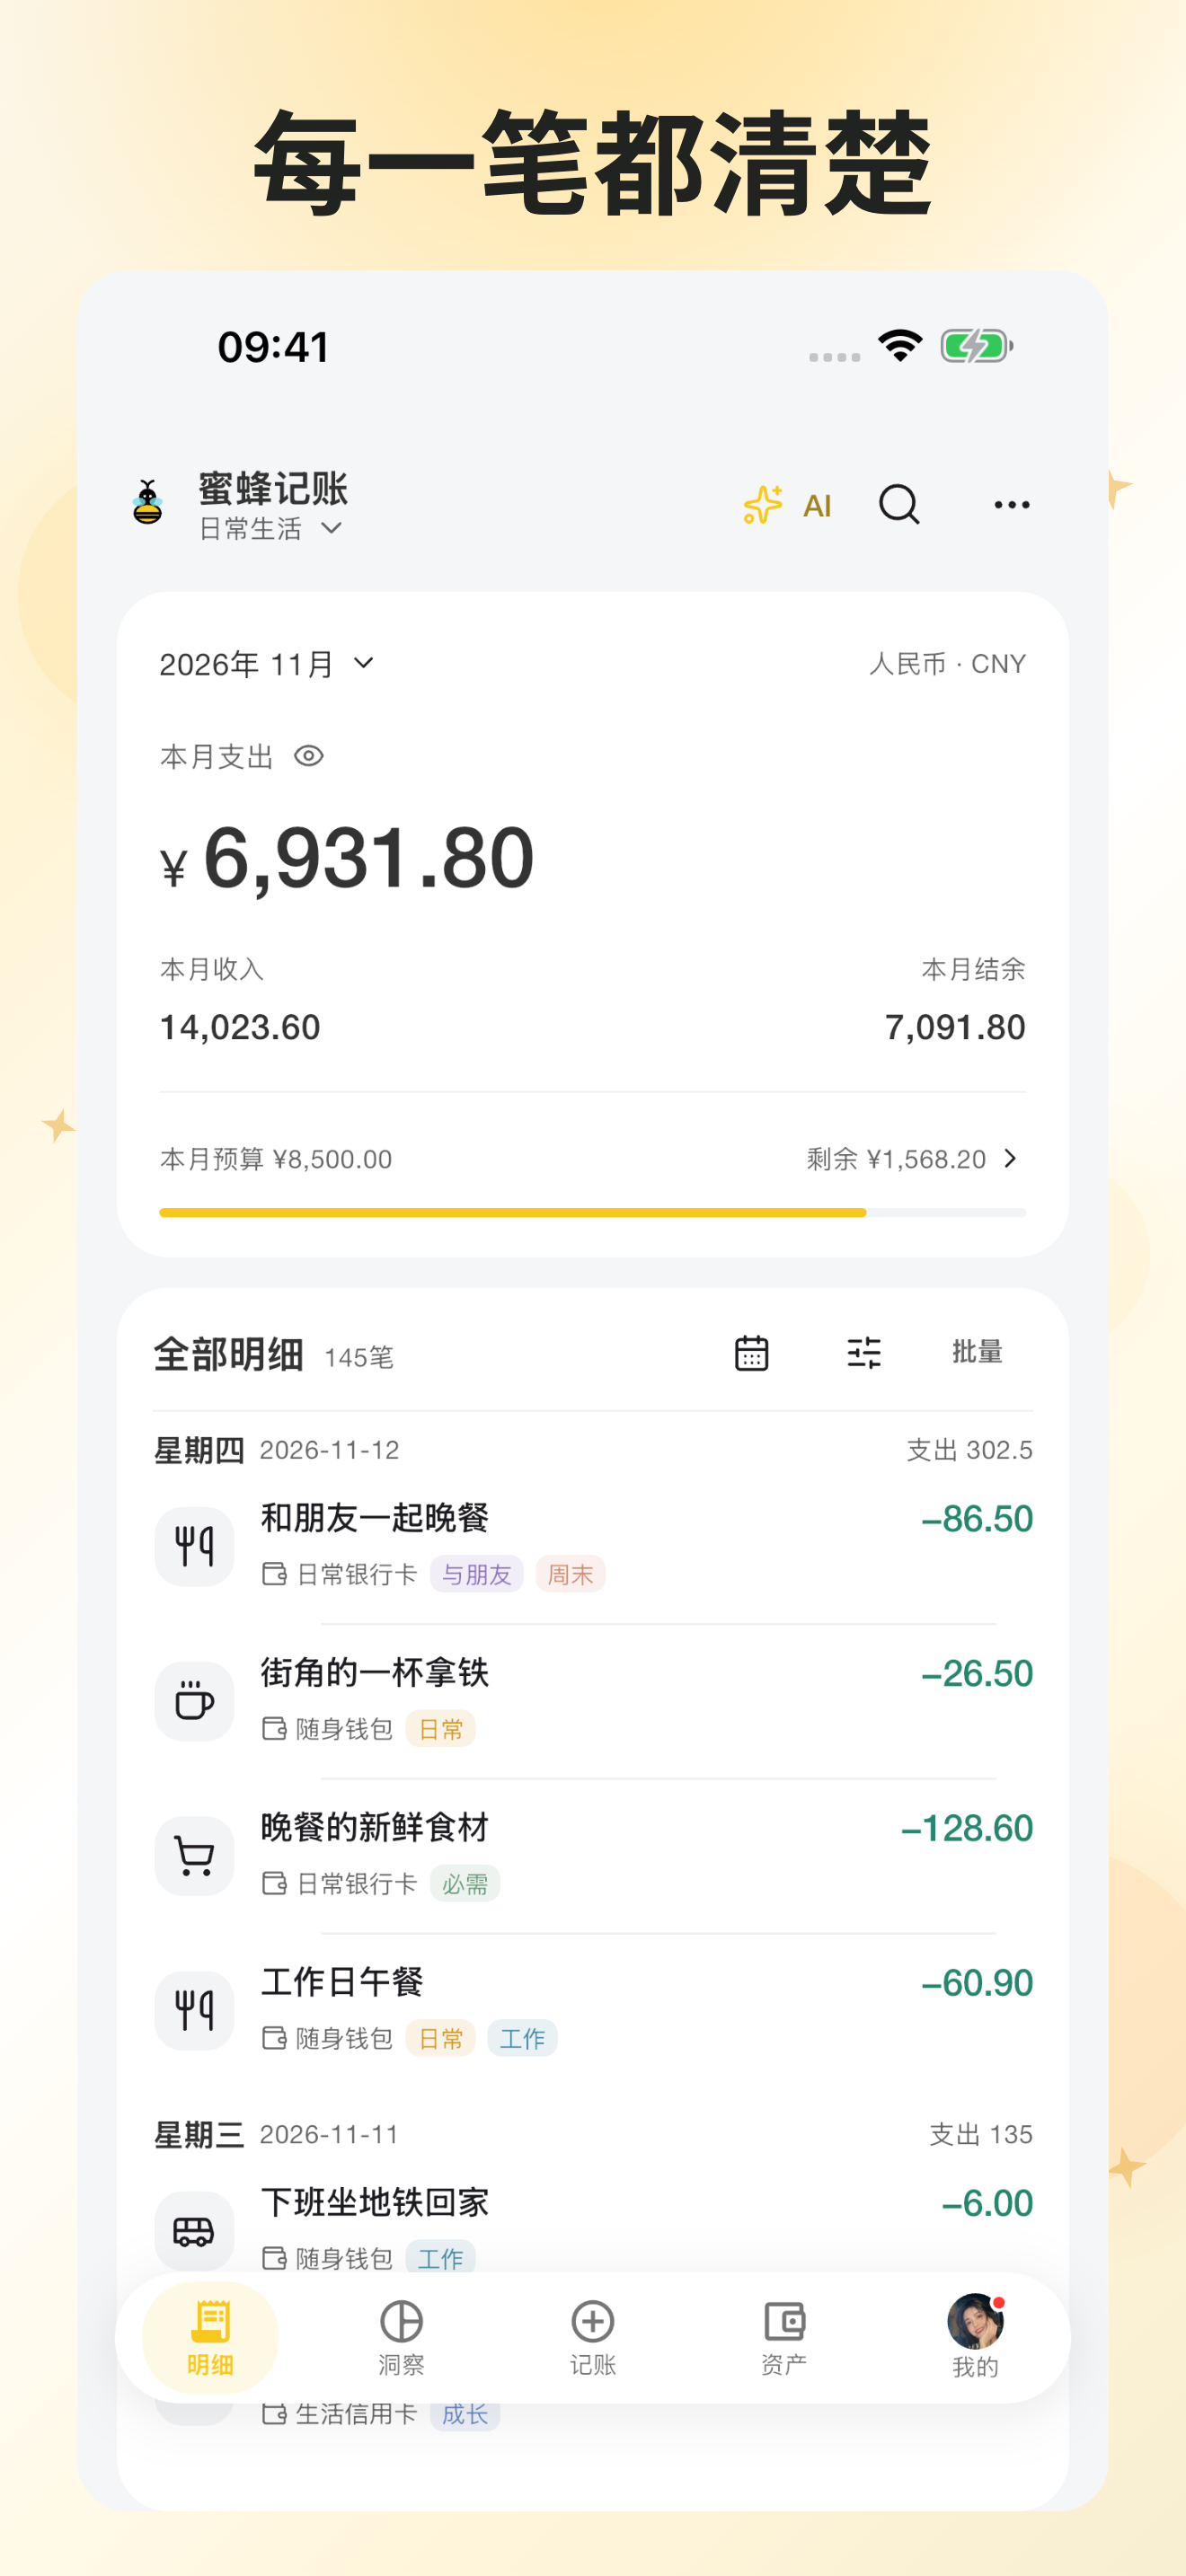 每一笔都清楚
09:41
蜜蜂记账
日常生活
AI
2026年 11月
人民币 · CNY
本月支出
¥ 6,931.80
本月收入 本月结余
14,023.60 7,091.80
本月预算 ¥8,500.00 剩余 ¥1,568.20
全部明细 145笔 批量
星期四 2026-11-12 支出 302.5
和朋友一起晚餐 -86.50
日常银行卡 与朋友 周末
街角的一杯拿铁 -26.50
随身钱包 日常
晚餐的新鲜食材 -128.60
日常银行卡 必需
工作日午餐 -60.90
随身钱包 日常 工作
星期三 2026-11-11 支出 135
下班坐地铁回家 -6.00
随身钱包 工作
明细 洞察 记账 资产 我的
生活信用卡 成长